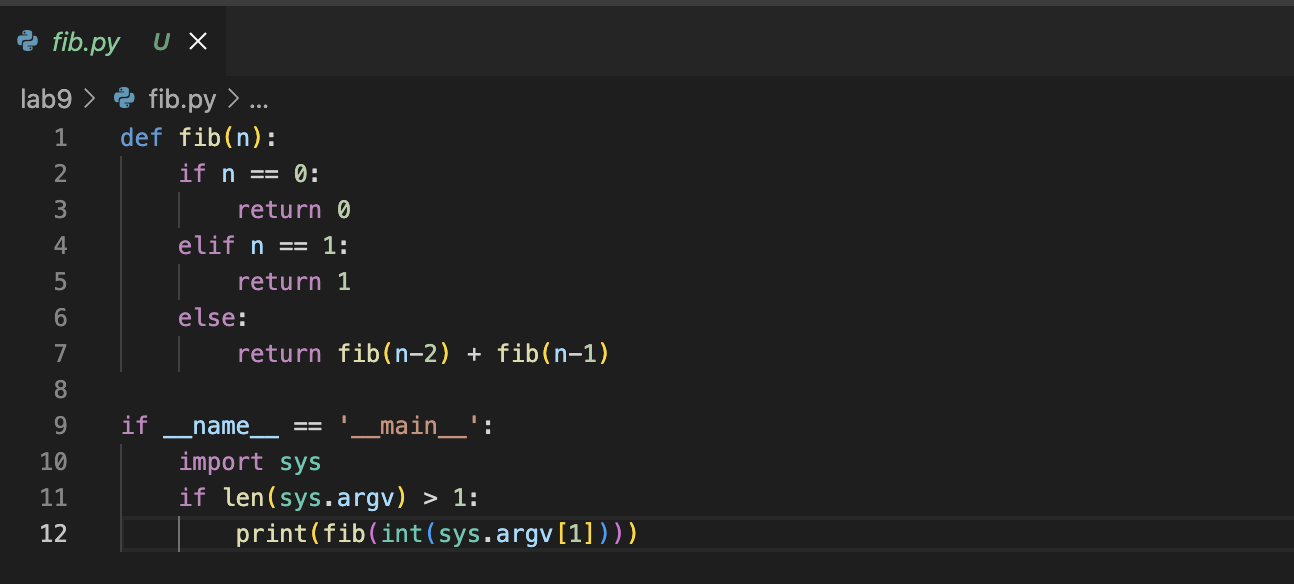 fib.py U
lab9 > fib.py > ...
1 def fib(n):
2     if n == 0:
3         return 0
4     elif n == 1:
5         return 1
6     else:
7         return fib(n-2) + fib(n-1)
8
9 if __name__ == '__main__':
10     import sys
11     if len(sys.argv) > 1:
12         print(fib(int(sys.argv[1])))